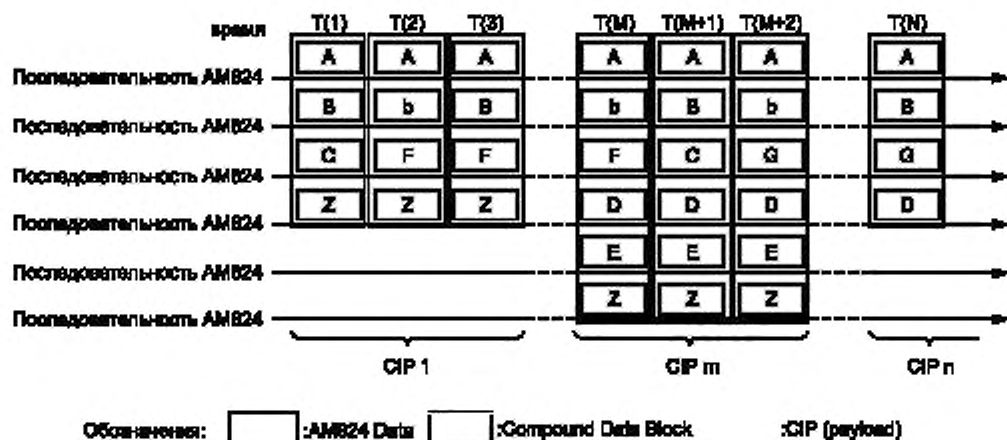 время T(1) T(2) T(3) T(M) T(M+1) T(M+2) T(N)
A A A A A A A
Последовательность AM824
B b B b B b B
Последовательность AM824
C F F F C G G
Последовательность AM824
Z Z Z D D D D
Последовательность AM824
E E E
Последовательность AM824
Z Z Z
Последовательность AM824
CIP 1 CIP m CIP n
Обозначения: :AM824 Data :Compound Data Block :CIP (payload)